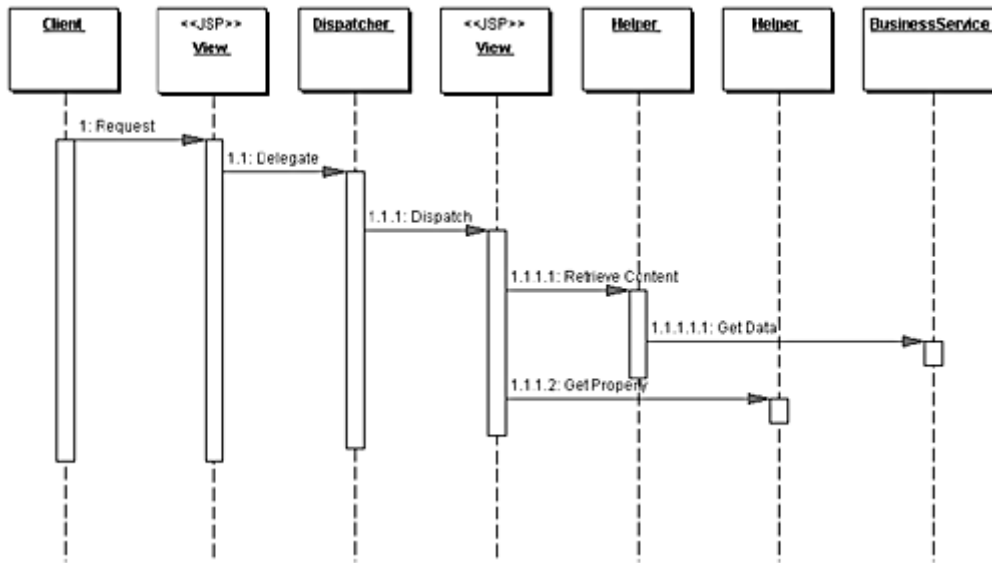 Client
<<JSP>>
View
Dispatcher
<<JSP>>
View
Helper
Helper
BusinessService
1: Request
1.1: Delegate
1.1.1: Dispatch
1.1.1.1: Retrieve Content
1.1.1.1.1: Get Data
1.1.1.2: Get Propery